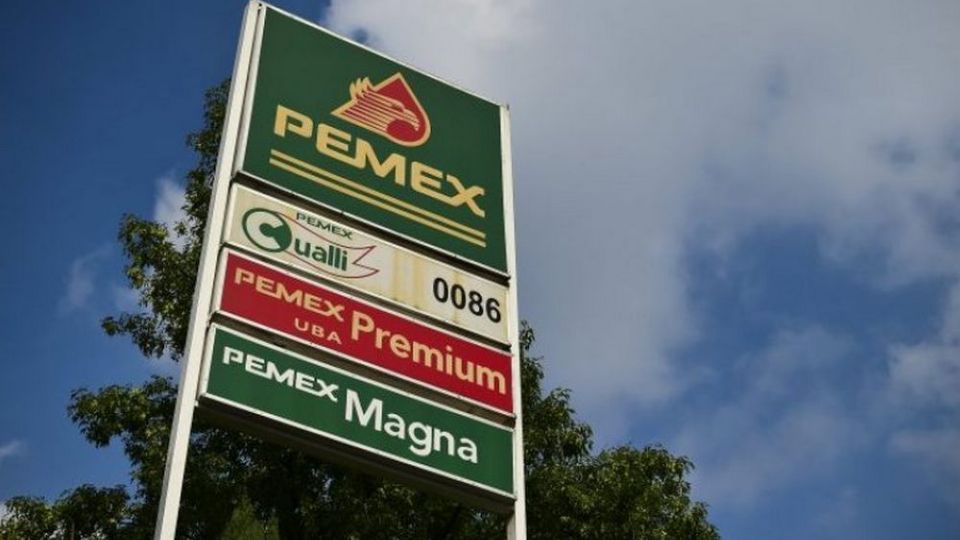 PEMEX
PEMEX
Cualli 0086
PEMEX Premium
UBA
PEMEX Magna